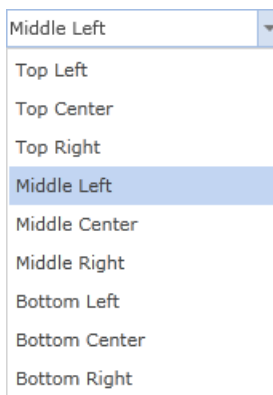 Middle Left
Top Left
Top Center
Top Right
Middle Left
Middle Center
Middle Right
Bottom Left
Bottom Center
Bottom Right